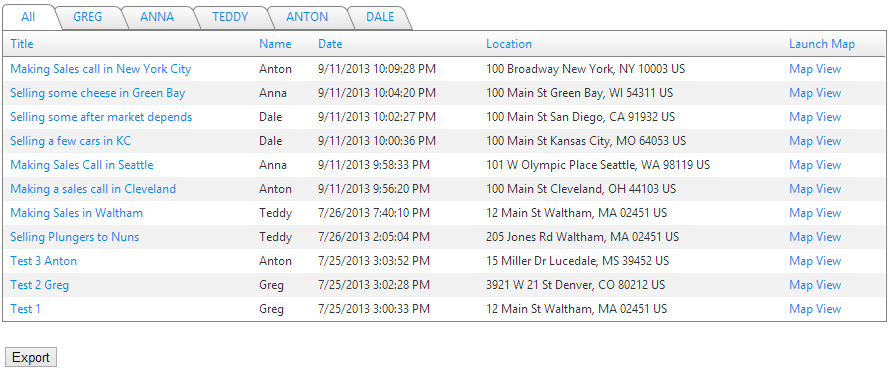 All GREG ANNA TEDDY ANTON DALE
Title Name Date Location Launch Map
Making Sales call in New York City Anton 9/11/2013 10:09:28 PM 100 Broadway New York, NY 10003 US Map View
Selling some cheese in Green Bay Anna 9/11/2013 10:04:20 PM 100 Main St Green Bay, WI 54311 US Map View
Selling some after market depends Dale 9/11/2013 10:02:27 PM 100 Main St San Diego, CA 91932 US Map View
Selling a few cars in KC Dale 9/11/2013 10:00:36 PM 100 Main St Kansas City, MO 64053 US Map View
Making Sales Call in Seattle Anna 9/11/2013 9:58:33 PM 101 W Olympic Place Seattle, WA 98119 US Map View
Making a sales call in Cleveland Anton 9/11/2013 9:56:20 PM 100 Main St Cleveland, OH 44103 US Map View
Making Sales in Waltham Teddy 7/26/2013 7:40:10 PM 12 Main St Waltham, MA 02451 US Map View
Selling Plungers to Nuns Teddy 7/26/2013 2:05:04 PM 205 Jones Rd Waltham, MA 02451 US Map View
Test 3 Anton Anton 7/25/2013 3:03:52 PM 15 Miller Dr Lucedale, MS 39452 US Map View
Test 2 Greg Greg 7/25/2013 3:02:28 PM 3921 W 21 St Denver, CO 80212 US Map View
Test 1 Greg 7/25/2013 3:00:33 PM 12 Main St Waltham, MA 02451 US Map View
Export